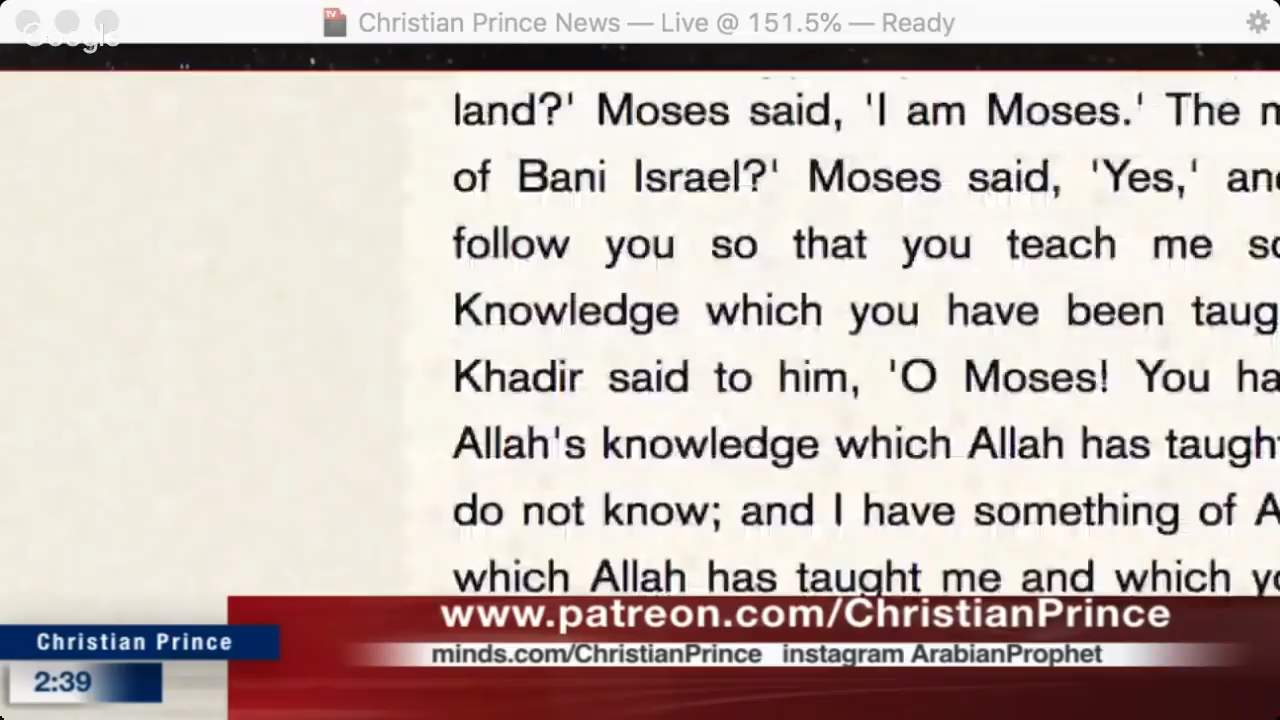 Christian Prince News — Live @ 151.5% — Ready
Google
land?' Moses said, 'I am Moses.' The
of Bani Israel?' Moses said, 'Yes,'
follow you so that you teach me
Knowledge which you have been
Khadir said to him, 'O Moses! You
Allah's knowledge which Allah has
do not know; and I have something of
which Allah has taught me and which
www.patreon.com/ChristianPrince
Christian Prince
minds.com/ChristianPrince instagram ArabianProphet
2:39